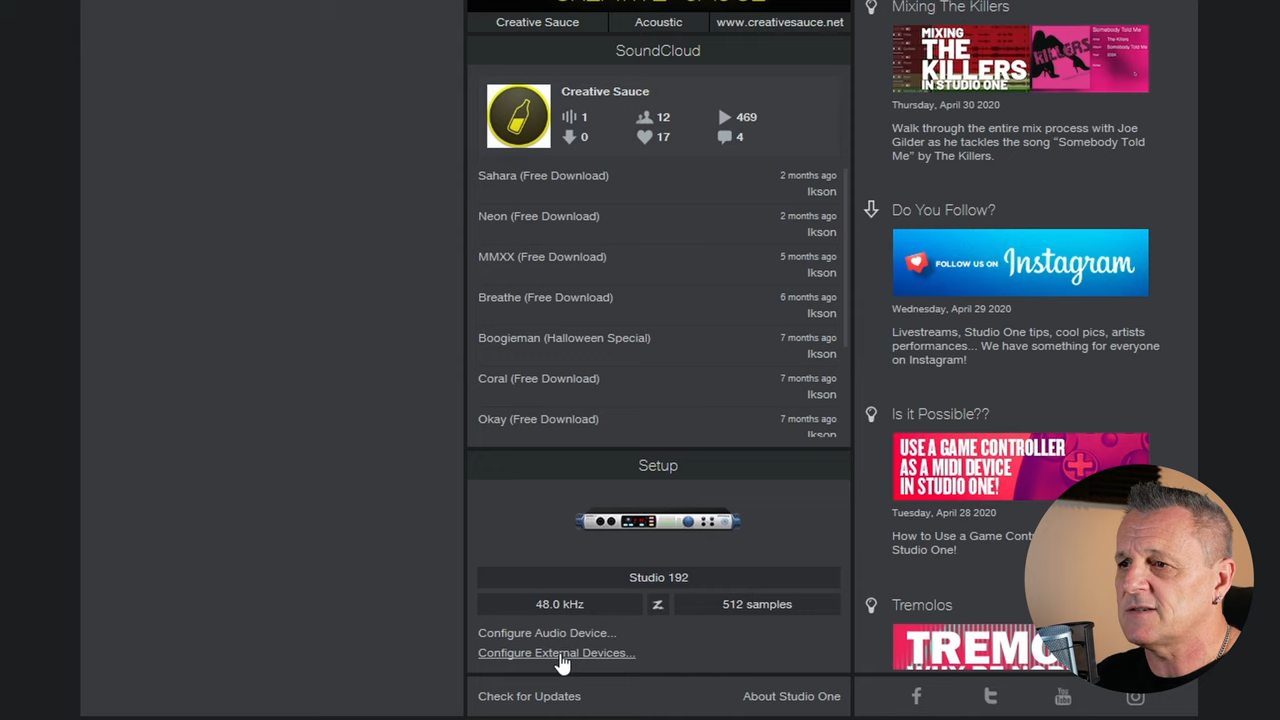 Creative Sauce
Acoustic
www.creativesauce.net
SoundCloud
Creative Sauce
1
12
469
0
17
4
Sahara (Free Download)
2 months ago
Ikson
Neon (Free Download)
2 months ago
Ikson
MMXX (Free Download)
5 months ago
Ikson
Breathe (Free Download)
6 months ago
Ikson
Boogieman (Halloween Special)
7 months ago
Ikson
Coral (Free Download)
7 months ago
Ikson
Okay (Free Download)
7 months ago
Ikson
Setup
Studio 192
48.0 kHz
512 samples
Configure Audio Device...
Configure External Devices...
Check for Updates
About Studio One
Mixing The Killers
MIXING
THE
KILLERS
IN STUDIO ONE
KILLERS
Somebody Told
Me
Thursday, April 30 2020
Walk through the entire mix process with Joe
Gilder as he tackles the song “Somebody Told
Me” by The Killers.
Do You Follow?
FOLLOW US ON Instagram
Wednesday, April 29 2020
Livestreams, Studio One tips, cool pics, artists
performances... We have something for everyone
on Instagram!
Is it Possible??
USE A GAME CONTROLLER
AS A MIDI DEVICE
IN STUDIO ONE!
Tuesday, April 28 2020
How to Use a Game
Studio One!
Tremolos
You
Tube